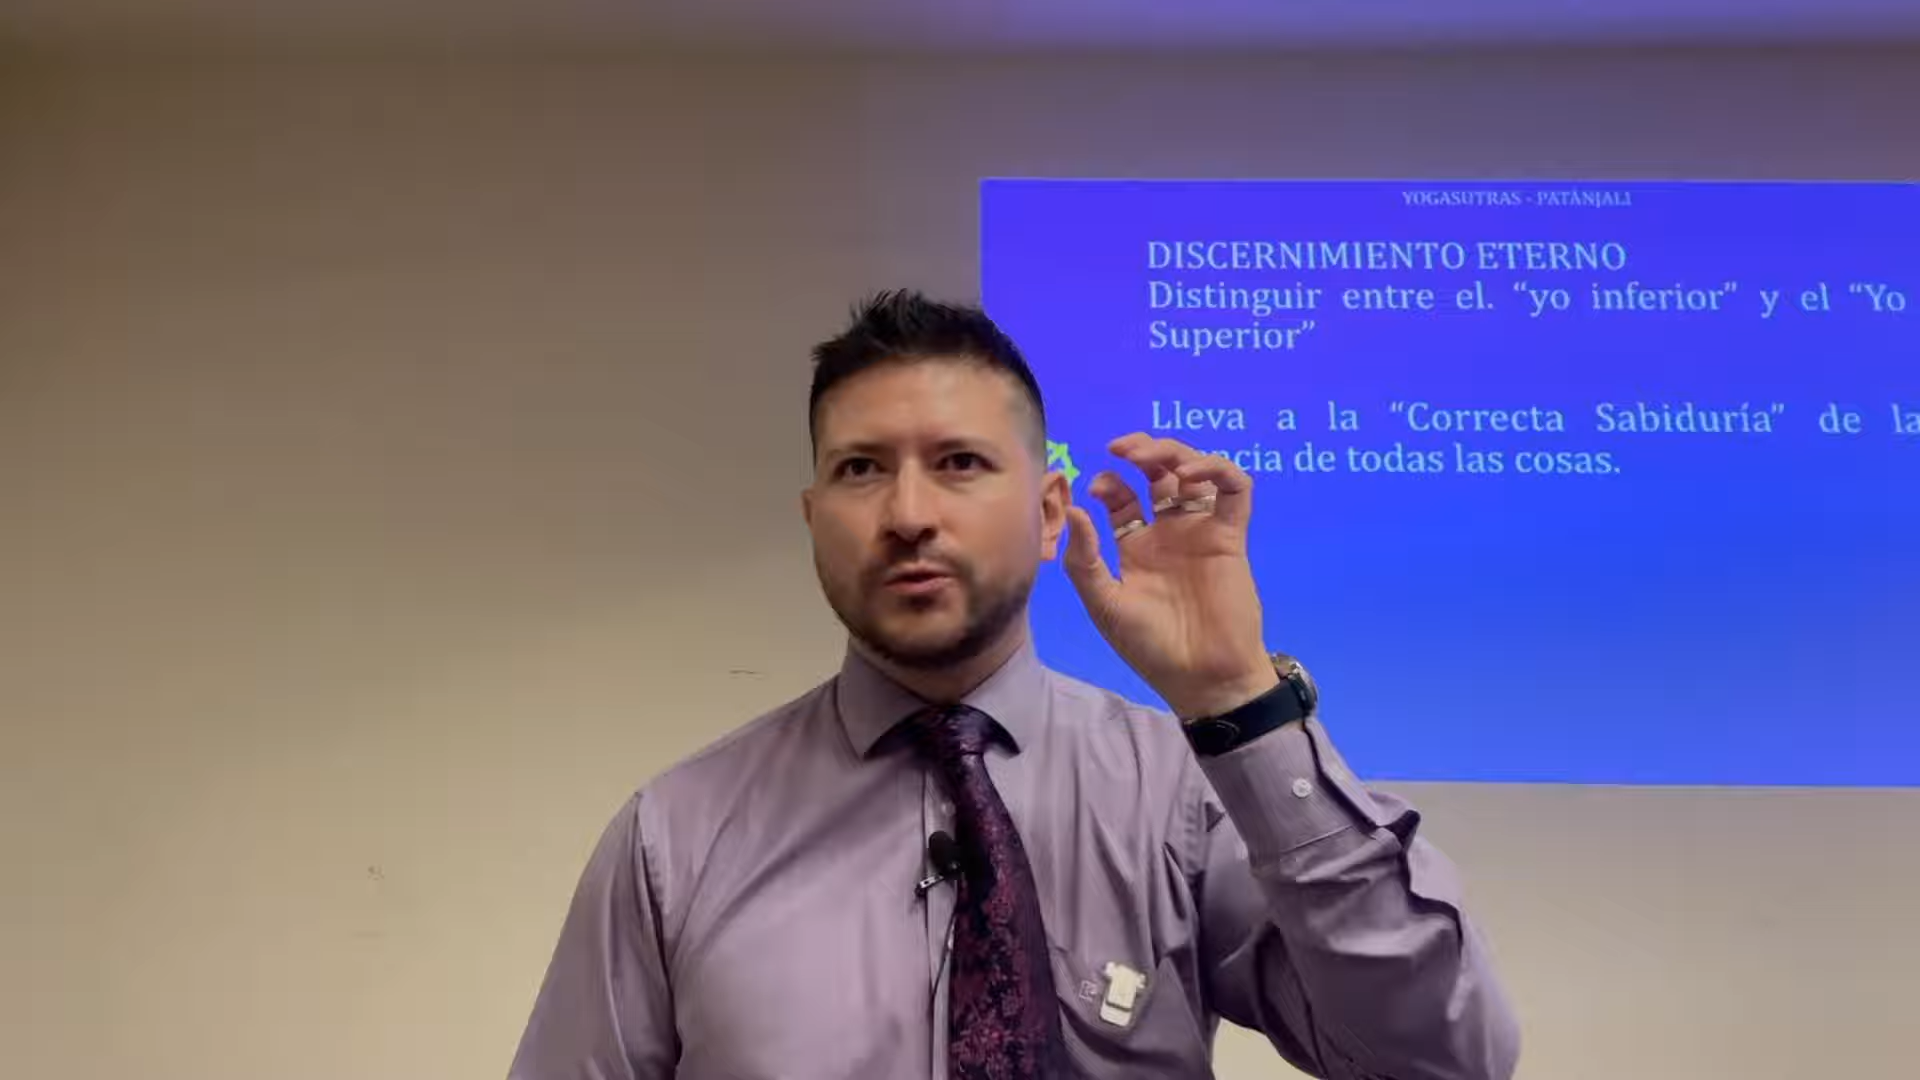 YOGASUTRAS - PATÁNJALI
DISCERNIMIENTO ETERNO
Distinguir entre el. “yo inferior” y el “Yo
Superior”
Lleva a la “Correcta Sabiduría” de la
de todas las cosas.